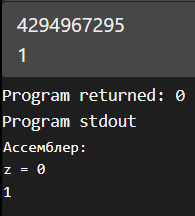 4294967295
1
Program returned: 0
Program stdout
Ассемблер:
z = 0
1